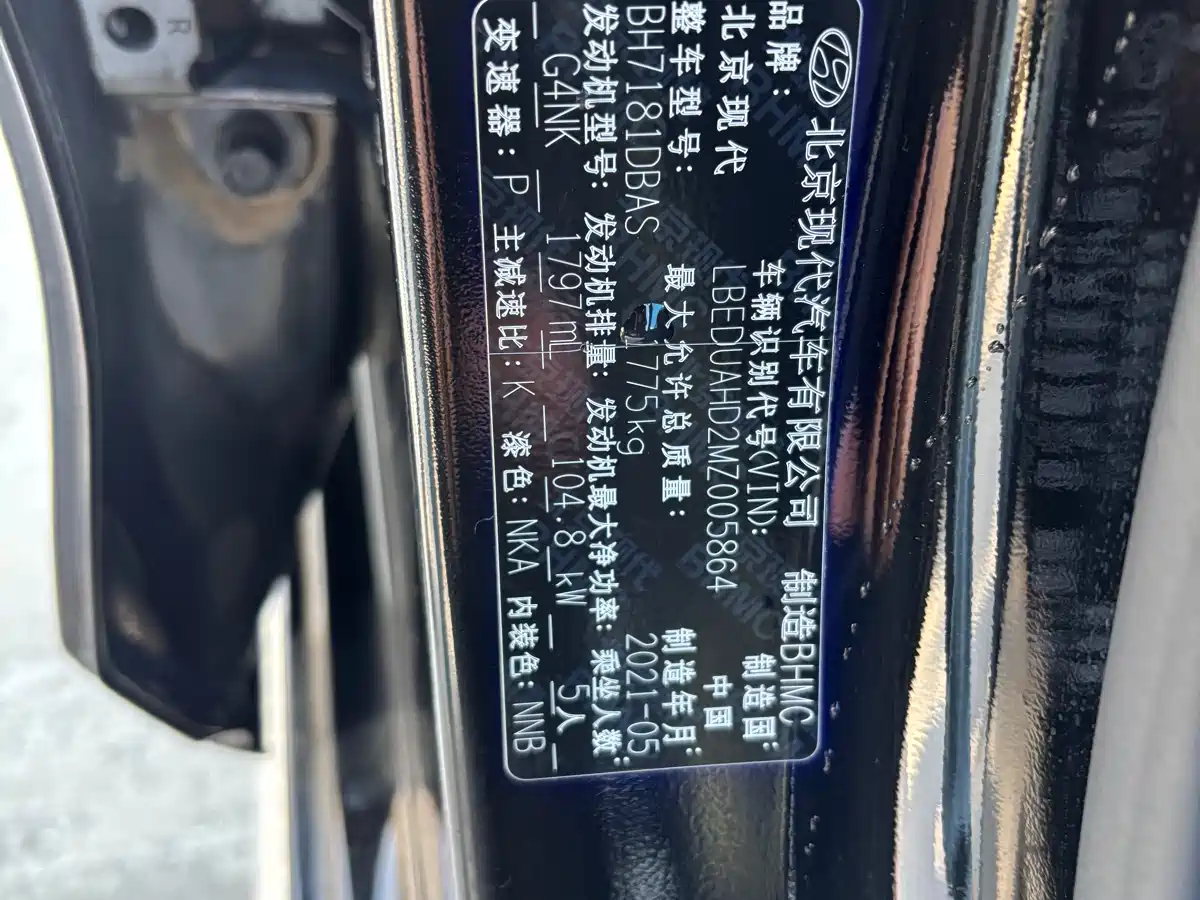 北京现代汽车有限公司 制造BHMC
品牌: 车辆识别代号(VIN): 制造国:
北京现代 LBEDUAHD2MZ005864 中国
整车型号: 最大允许总质量: 制造年月:
BH7181DBAS 775kg 2021-05
发动机型号: 发动机排量: 发动机最大净功率: 乘坐人数:
G4NK 1797mL 104.8 kW 5人
变速器: P 主减速比: K 漆色: NKA 内装色: NNB
R